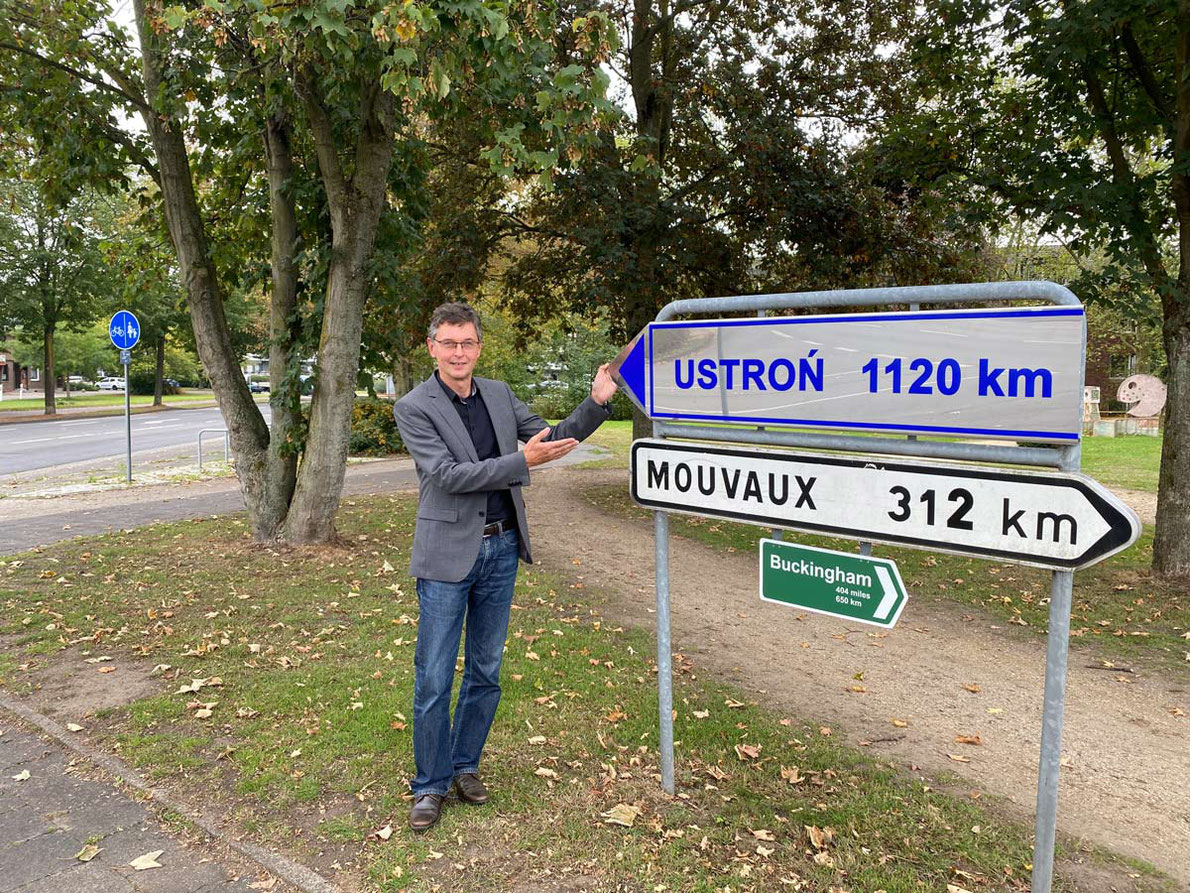 USTROŃ 1120 km
MOUVAUX 312 km
Buckingham
404 miles
650 km